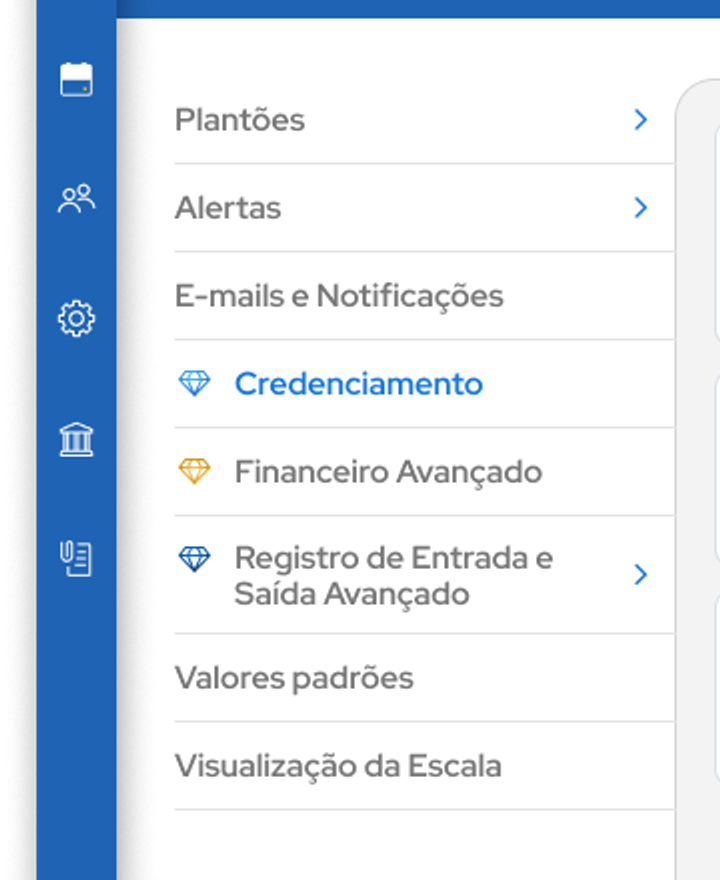 Plantões
Alertas
E-mails e Notificações
Credenciamento
Financeiro Avançado
Registro de Entrada e
Saída Avançado
Valores padrões
Visualização da Escala